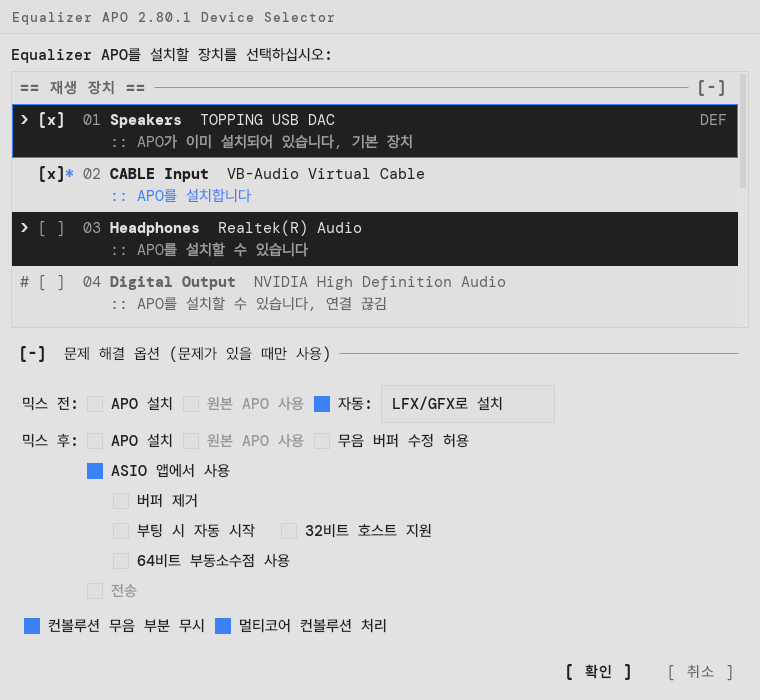 Equalizer APO 2.80.1 Device Selector
Equalizer APO를 설치할 장치를 선택하십시오:
== 재생 장치 == [-]
> [x] 01 Speakers TOPPING USB DAC DEF
:: APO가 이미 설치되어 있습니다, 기본 장치
[x]* 02 CABLE Input VB-Audio Virtual Cable
:: APO를 설치합니다
> [ ] 03 Headphones Realtek(R) Audio
:: APO를 설치할 수 있습니다
# [ ] 04 Digital Output NVIDIA High Definition Audio
:: APO를 설치할 수 있습니다, 연결 끊김
[-] 문제 해결 옵션 (문제가 있을 때만 사용)
믹스 전: APO 설치 원본 APO 사용 자동: LFX/GFX로 설치
믹스 후: APO 설치 원본 APO 사용 무음 버퍼 수정 허용
ASIO 앱에서 사용
버퍼 제거
부팅 시 자동 시작 32비트 호스트 지원
64비트 부동소수점 사용
전송
컨볼루션 무음 부분 무시 멀티코어 컨볼루션 처리
[ 확인 ] [ 취소 ]